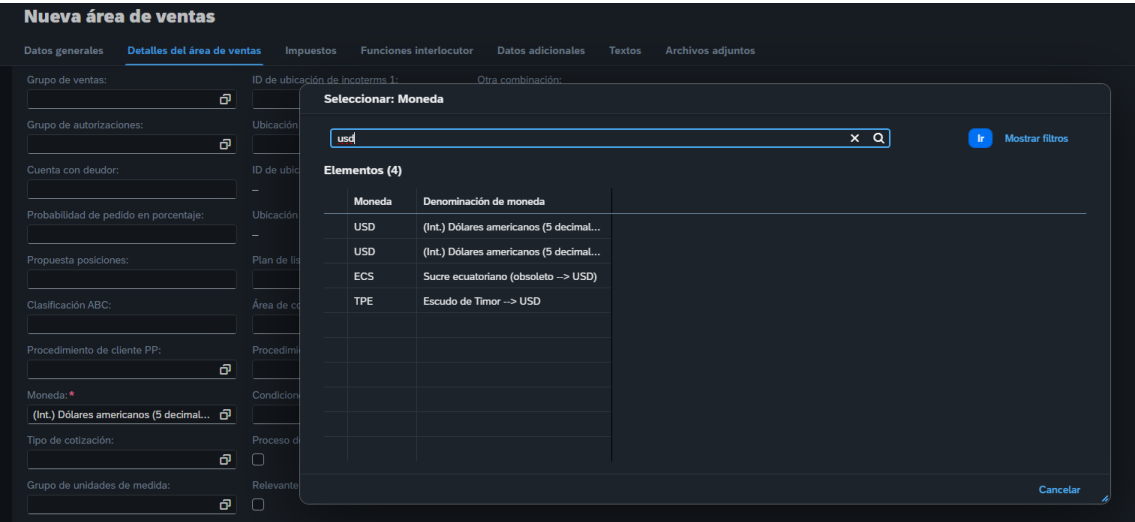 Nueva área de ventas
Datos generales Detalles del área de ventas Impuestos Funciones interlocutor Datos adicionales Textos Archivos adjuntos
Grupo de ventas: ID de ubicación de incoterms 1: Otra combinación:
Grupo de autorizaciones: Ubicación
Cuenta con deudor: ID de ubic
–
Probabilidad de pedido en porcentaje: Ubicación
–
Propuesta posiciones: Plan de lis
Clasificación ABC: Área de co
Procedimiento de cliente PP: Procedimi
Moneda:* Condicion
(Int.) Dólares americanos (5 decimal...
Tipo de cotización: Proceso d
Grupo de unidades de medida: Relevante
Seleccionar: Moneda
usd
Ir Mostrar filtros
Elementos (4)
Moneda Denominación de moneda
USD (Int.) Dólares americanos (5 decimal...
USD (Int.) Dólares americanos (5 decimal...
ECS Sucre ecuatoriano (obsoleto --> USD)
TPE Escudo de Timor --> USD
Cancelar